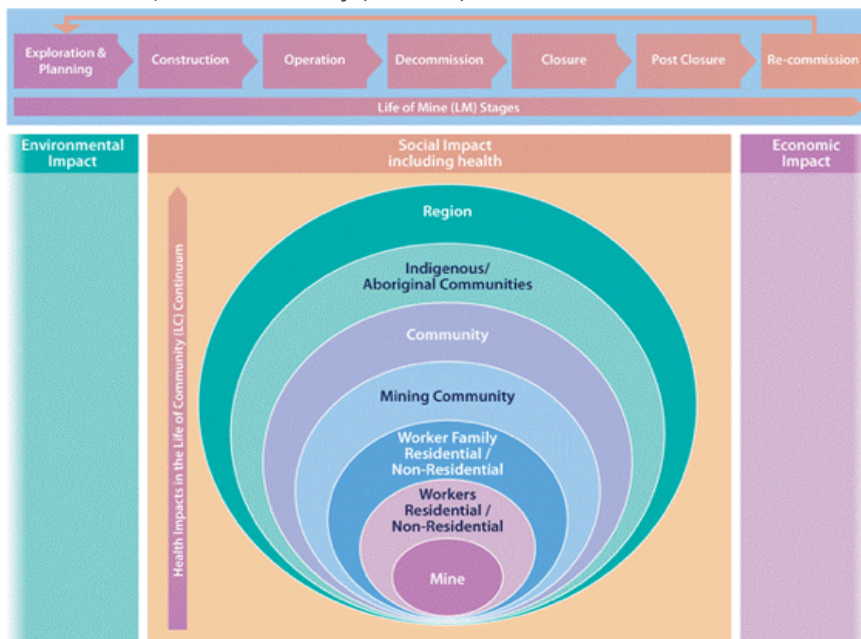 Exploration &
Planning
Construction
Operation
Decommission
Closure
Post Closure
Re-commission
Life of Mine (LM) Stages
Environmental
Impact
Social Impact
including health
Economic
Impact
Health Impacts in the Life of Community (LC) Continuum
Region
Indigenous/
Aboriginal Communities
Community
Mining Community
Worker Family
Residential /
Non-Residential
Workers
Residential /
Non-Residential
Mine